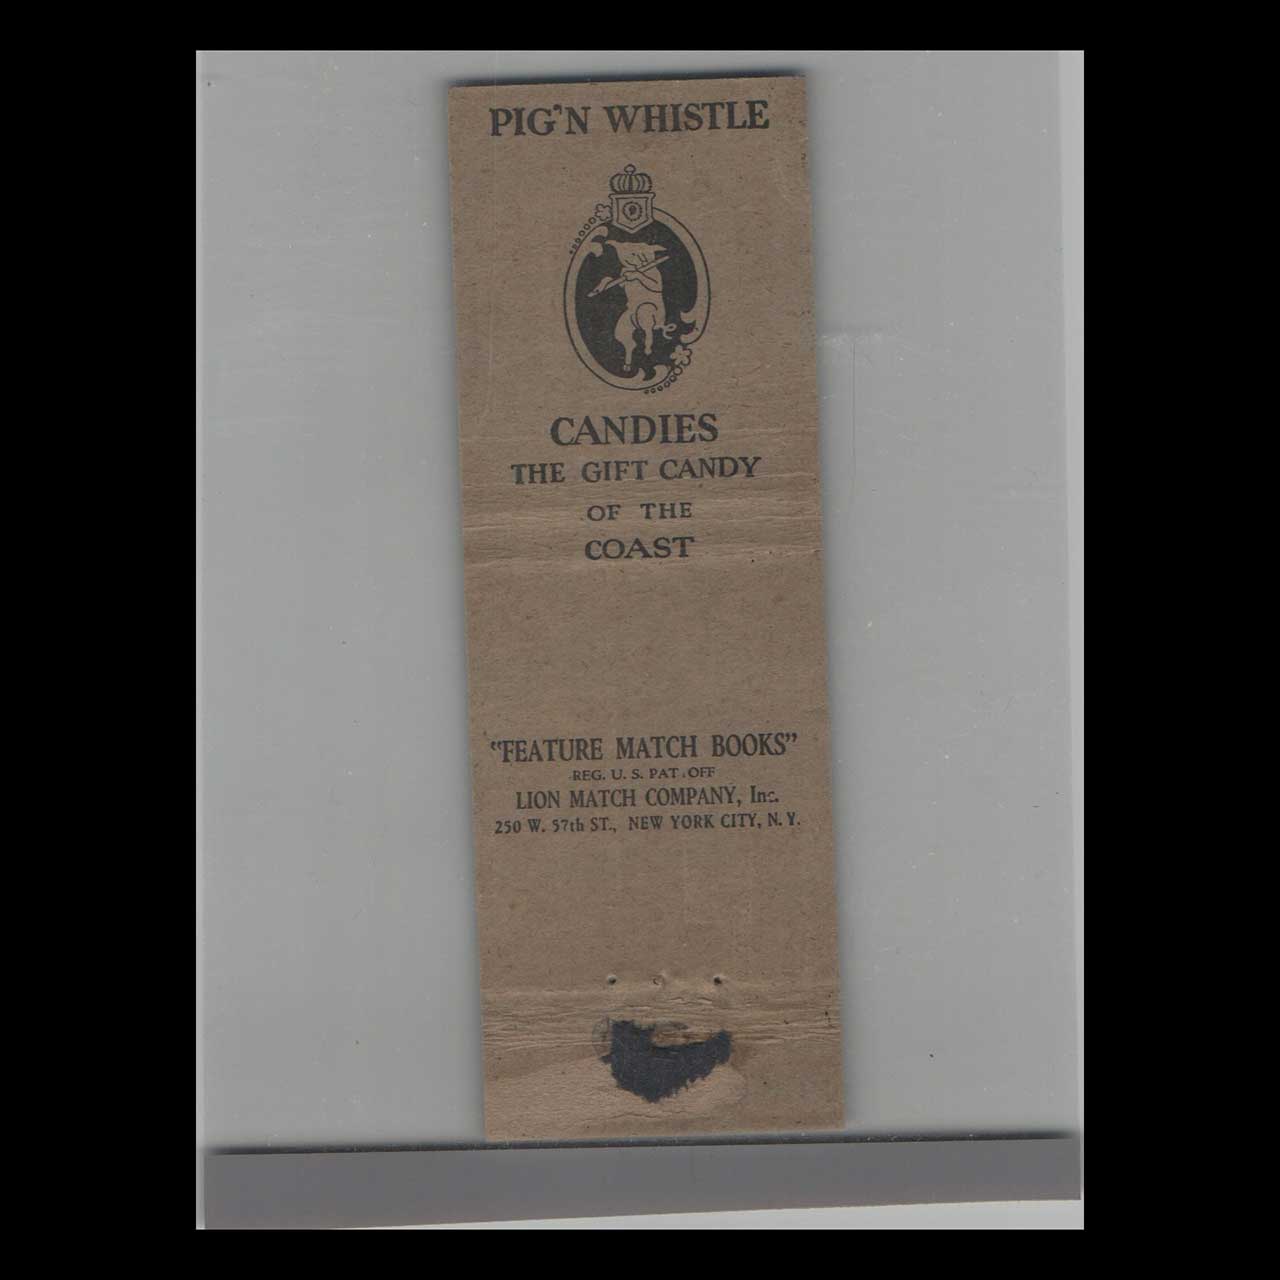 PIG'N WHISTLE
CANDIES
THE GIFT CANDY
OF THE
COAST
"FEATURE MATCH BOOKS"
REG. U. S. PAT. OFF
LION MATCH COMPANY, Inc.
250 W. 57th ST., NEW YORK CITY, N. Y.